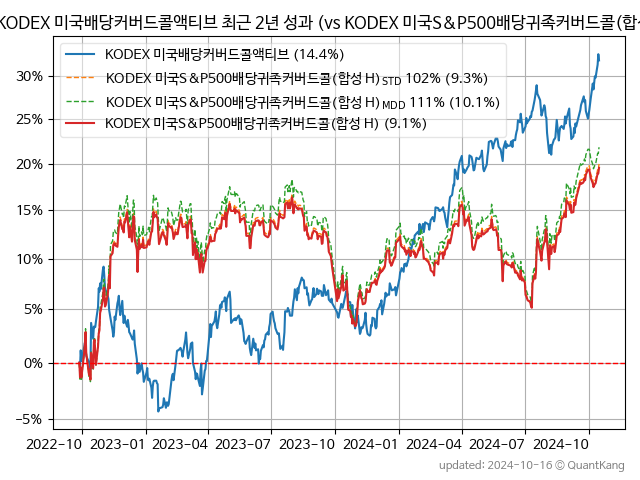 KODEX 미국배당커버드콜액티브 최근 2년 성과 (vs KODEX 미국S&P500배당귀족커버드콜(합성
KODEX 미국배당커버드콜액티브 (14.4%)
KODEX 미국S&P500배당귀족커버드콜(합성 H) STD 102% (9.3%)
KODEX 미국S&P500배당귀족커버드콜(합성 H) MDD 111% (10.1%)
KODEX 미국S&P500배당귀족커버드콜(합성 H) (9.1%)
30%
25%
20%
15%
10%
5%
0%
−5%
2022-10 2023-01 2023-04 2023-07 2023-10 2024-01 2024-04 2024-07 2024-10
updated: 2024-10-16 © QuantKang